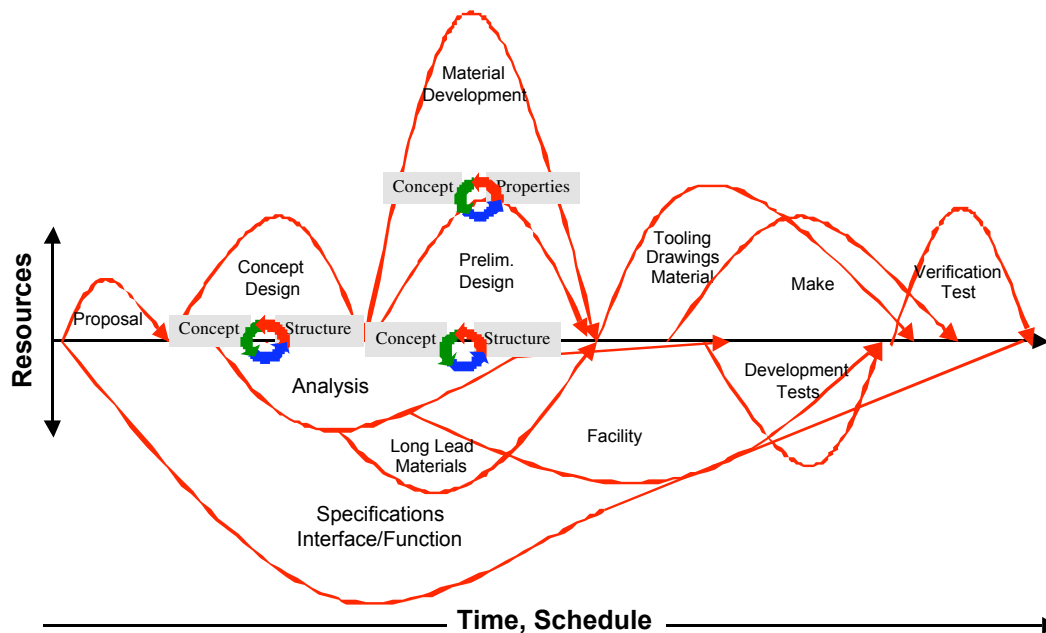 Material
Development
Concept
Properties
Concept
Design
Prelim.
Design
Tooling
Drawings
Material
Make
Verification
Test
Proposal
Concept
Structure
Concept
Structure
Resources
Analysis
Development
Tests
Long Lead
Materials
Facility
Specifications
Interface/Function
Time, Schedule